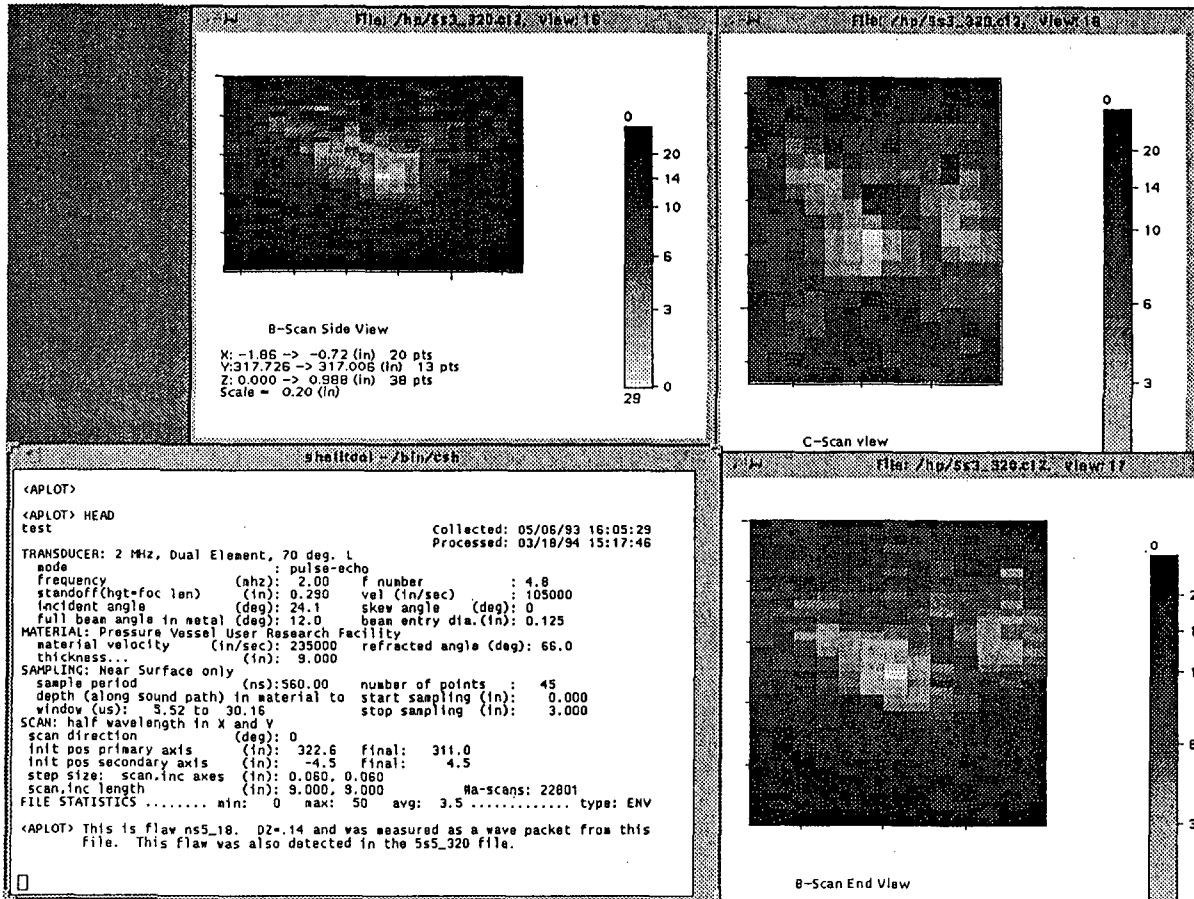 File: /hp/5s3_320.c12, View: 16
0
20
14
10
6
3
0
29
B-Scan Side View
X: -1.86 -> -0.72 (in) 20 pts
Y:317.726 -> 317.006 (in) 13 pts
Z: 0.000 -> 0.988 (in) 38 pts
Scale = 0.20 (in)
File: /hp/5s3_320.c12, View: 18
0
20
14
10
6
3
C-Scan view
shelltool - /bin/csh
<APLOT>
<APLOT> HEAD
test Collected: 05/06/93 16:05:29
Processed: 03/18/94 15:17:46
TRANSDUCER: 2 MHz, Dual Element, 70 deg. L
mode : pulse-echo
frequency (mhz): 2.00 f number : 4.8
standoff(hgt=foc len) (in): 0.290 vel (in/sec) : 105000
incident angle (deg): 24.1 skew angle (deg): 0
full beam angle in metal (deg): 12.0 beam entry dia.(in): 0.125
MATERIAL: Pressure Vessel User Research Facility
material velocity (in/sec): 235000 refracted angle (deg): 66.0
thickness... (in): 9.000
SAMPLING: Near Surface only
sample period (ns):560.00 number of points : 45
depth (along sound path) in material to start sampling (in): 0.000
window (us): 5.52 to 30.16 stop sampling (in): 3.000
SCAN: half wavelength in X and Y
scan direction (deg): 0
init pos primary axis (in): 322.6 final: 311.0
init pos secondary axis (in): -4.5 final: 4.5
step size: scan.inc axes (in): 0.060, 0.060
scan.inc length (in): 9.000, 9.000 #a-scans: 22801
FILE STATISTICS ........ min: 0 max: 50 avg: 3.5 ............. type: ENV
<APLOT> This is flaw ns5_18. DZ=.14 and was measured as a wave packet from this
file. This flaw was also detected in the 5s5_320 file.
File: /hp/5s3_320.c12, View: 17
0
2
1
6
3
B-Scan End View